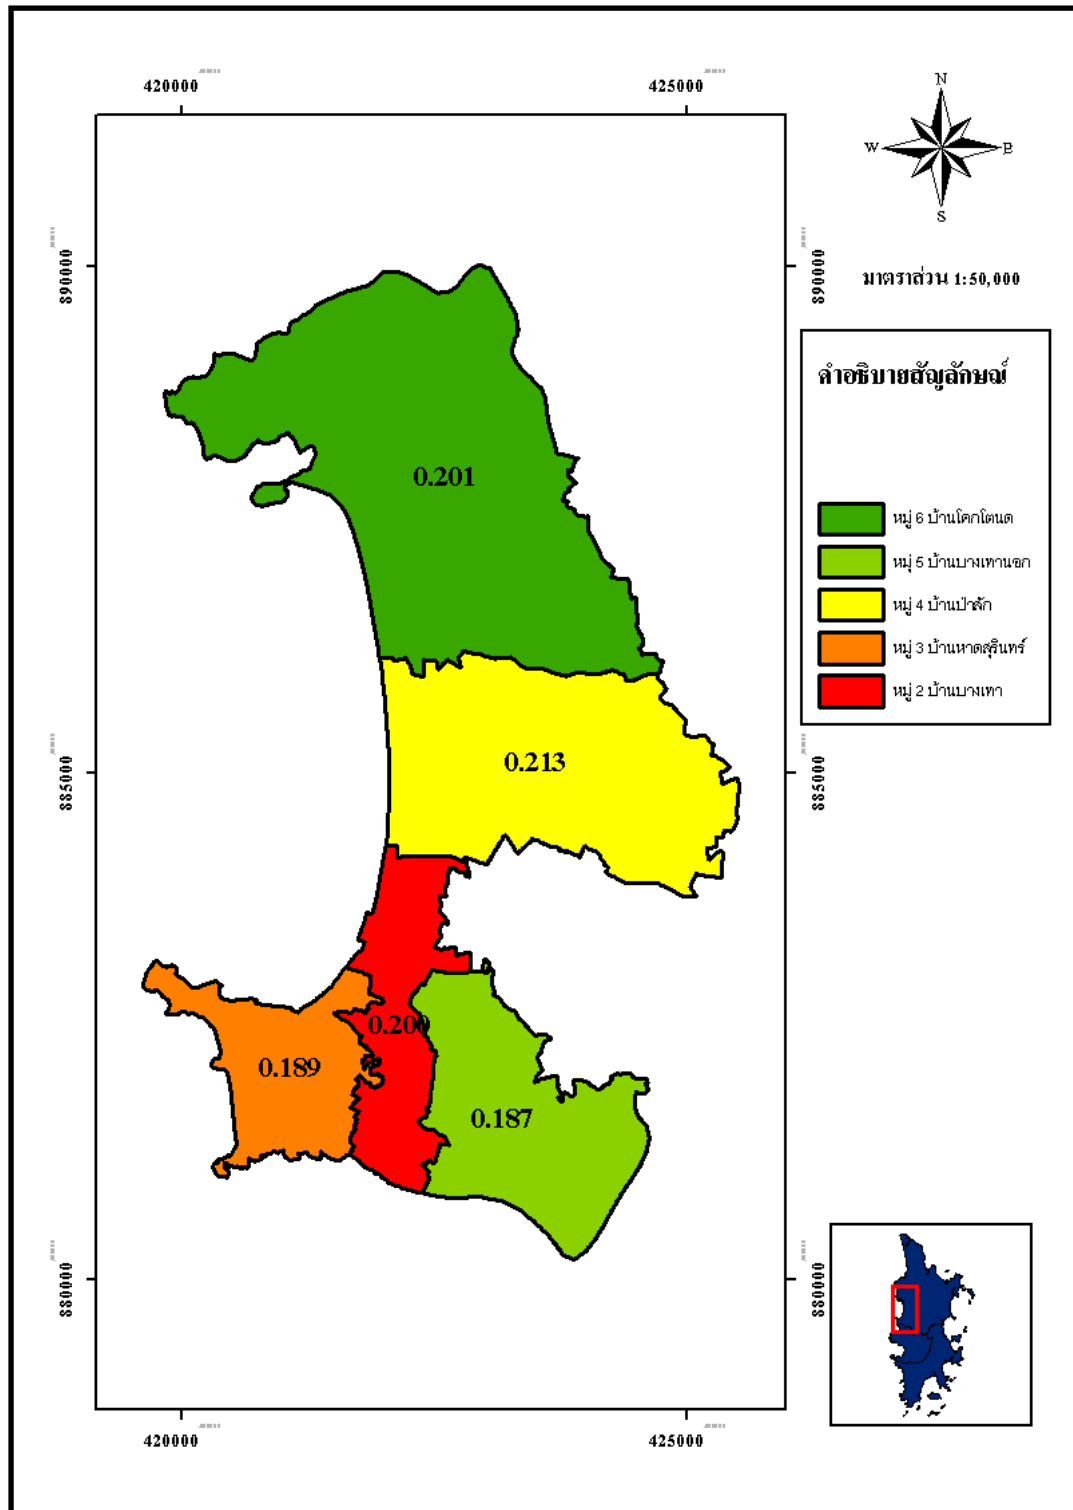 420000
425000
N
W
E
S
890000
890000
มาตราส่วน 1:50,000
คำอธิบายสัญลักษณ์
0.201
หมู่ 6 บ้านโคกโตนด
หมู่ 5 บ้านบางเทานอก
หมู่ 4 บ้านป่าสัก
หมู่ 3 บ้านหาดสุรินทร์
หมู่ 2 บ้านบางเทา
0.213
885000
885000
0.200
0.189
0.187
880000
880000
420000
425000